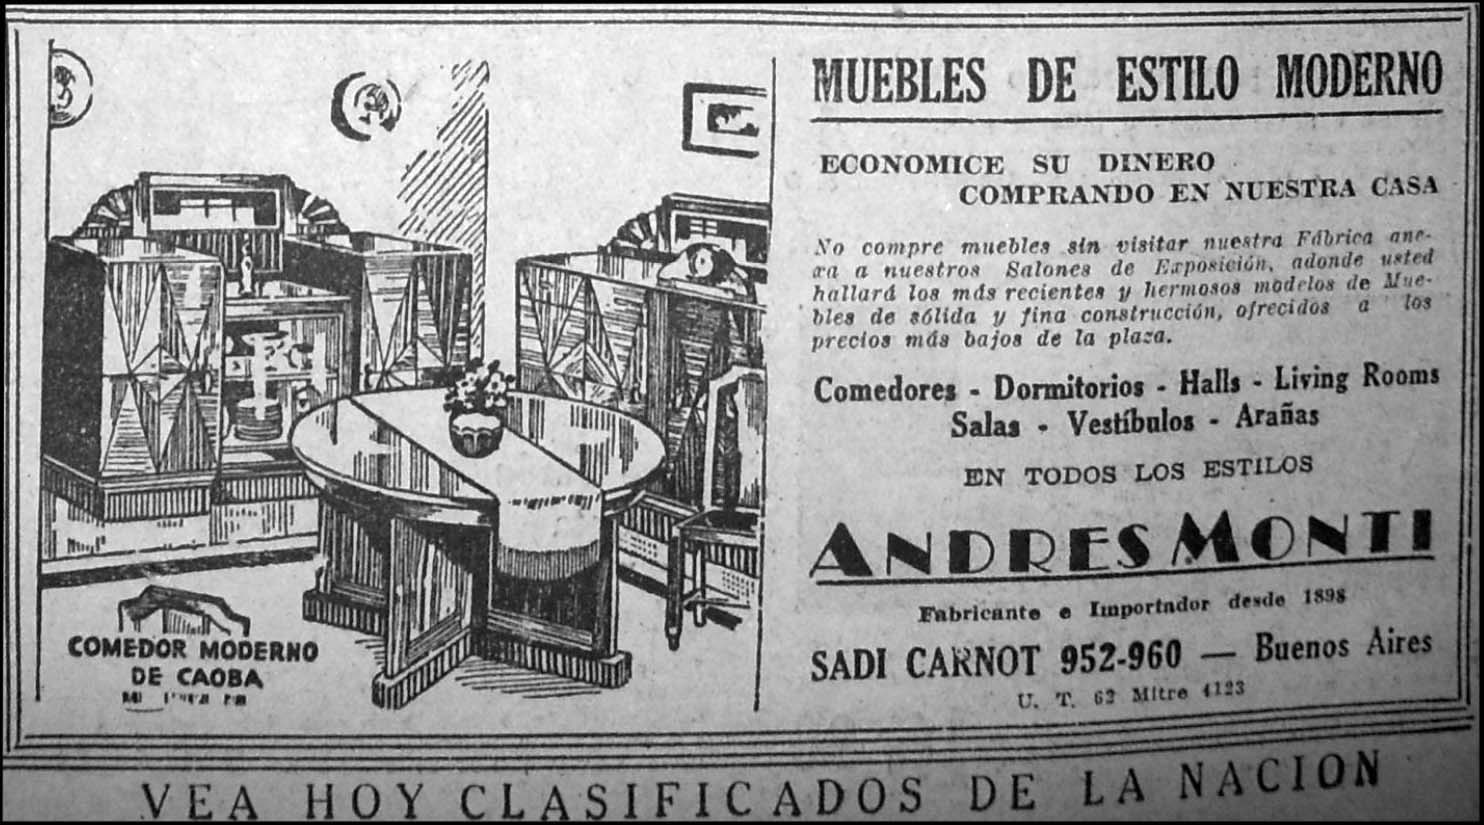 MUEBLES DE ESTILO MODERNO
ECONOMICE SU DINERO
COMPRANDO EN NUESTRA CASA
No compre muebles sin visitar nuestra Fábrica ane-
xa a nuestros Salones de Exposición, adonde usted
hallará los más recientes y hermosos modelos de Mue-
bles de sólida y fina construcción, ofrecidos a los
precios más bajos de la plaza.
Comedores - Dormitorios - Halls - Living Rooms
Salas - Vestíbulos - Arañas
EN TODOS LOS ESTILOS
ANDRES MONTI
Fabricante e Importador desde 1898
SADI CARNOT 952-960 — Buenos Aires
U. T. 62 Mitre 4123
COMEDOR MODERNO
DE CAOBA
VEA HOY CLASIFICADOS DE LA NACION